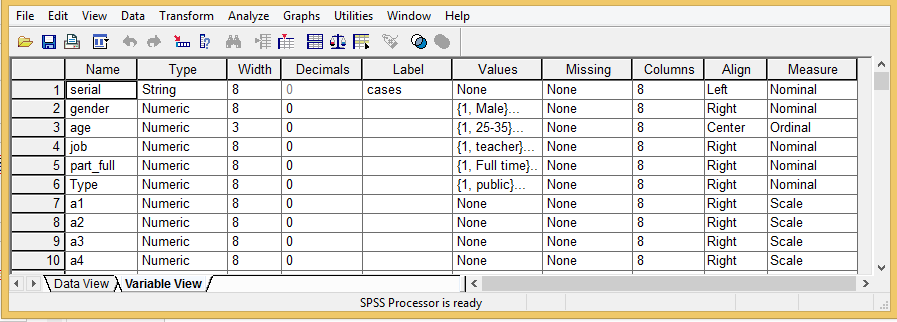 File Edit View Data Transform Analyze Graphs Utilities Window Help
Name Type Width Decimals Label Values Missing Columns Align Measure
1 serial String 8 0 cases None None 8 Left Nominal
2 gender Numeric 8 0 {1, Male}... None 8 Right Nominal
3 age Numeric 3 0 {1, 25-35}... None 8 Center Ordinal
4 job Numeric 8 0 {1, teacher}... None 8 Right Nominal
5 part_full Numeric 8 0 {1, Full time}.. None 8 Right Nominal
6 Type Numeric 8 0 {1, public}... None 8 Right Nominal
7 a1 Numeric 8 0 None None 8 Right Scale
8 a2 Numeric 8 0 None None 8 Right Scale
9 a3 Numeric 8 0 None None 8 Right Scale
10 a4 Numeric 8 0 None None 8 Right Scale
Data View Variable View
SPSS Processor is ready